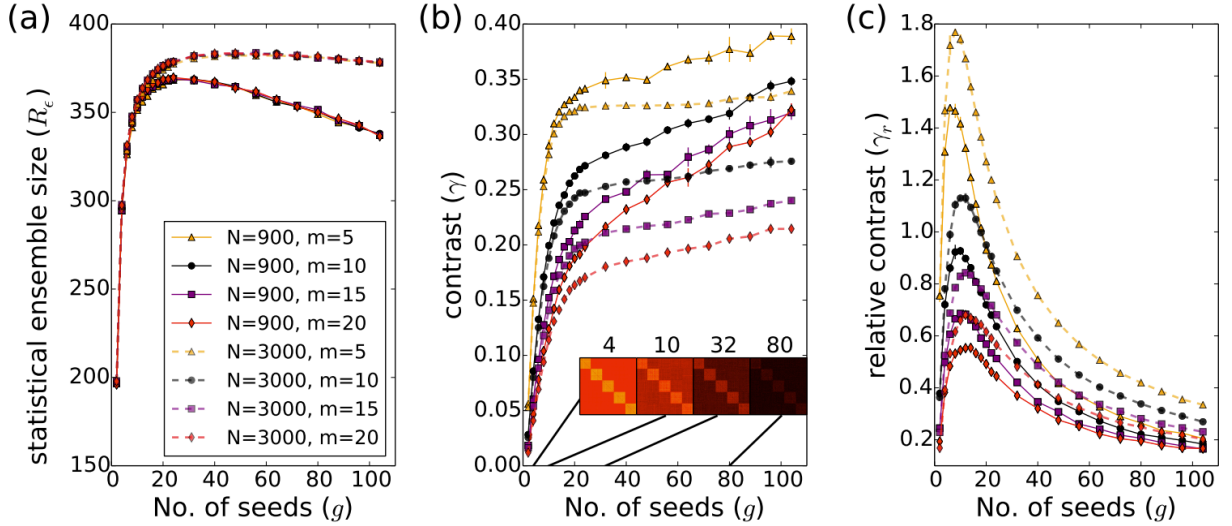 (a)
statistical ensemble size (Rϵ)
400
350
300
250
200
150
0 20 40 60 80 100
No. of seeds (g)
N=900, m=5
N=900, m=10
N=900, m=15
N=900, m=20
N=3000, m=5
N=3000, m=10
N=3000, m=15
N=3000, m=20
(b)
contrast (γ)
0.40
0.35
0.30
0.25
0.20
0.15
0.10
0.05
0.00
0 20 40 60 80 100
No. of seeds (g)
4 10 32 80
(c)
relative contrast (γr)
1.8
1.6
1.4
1.2
1.0
0.8
0.6
0.4
0.2
0 20 40 60 80 100
No. of seeds (g)